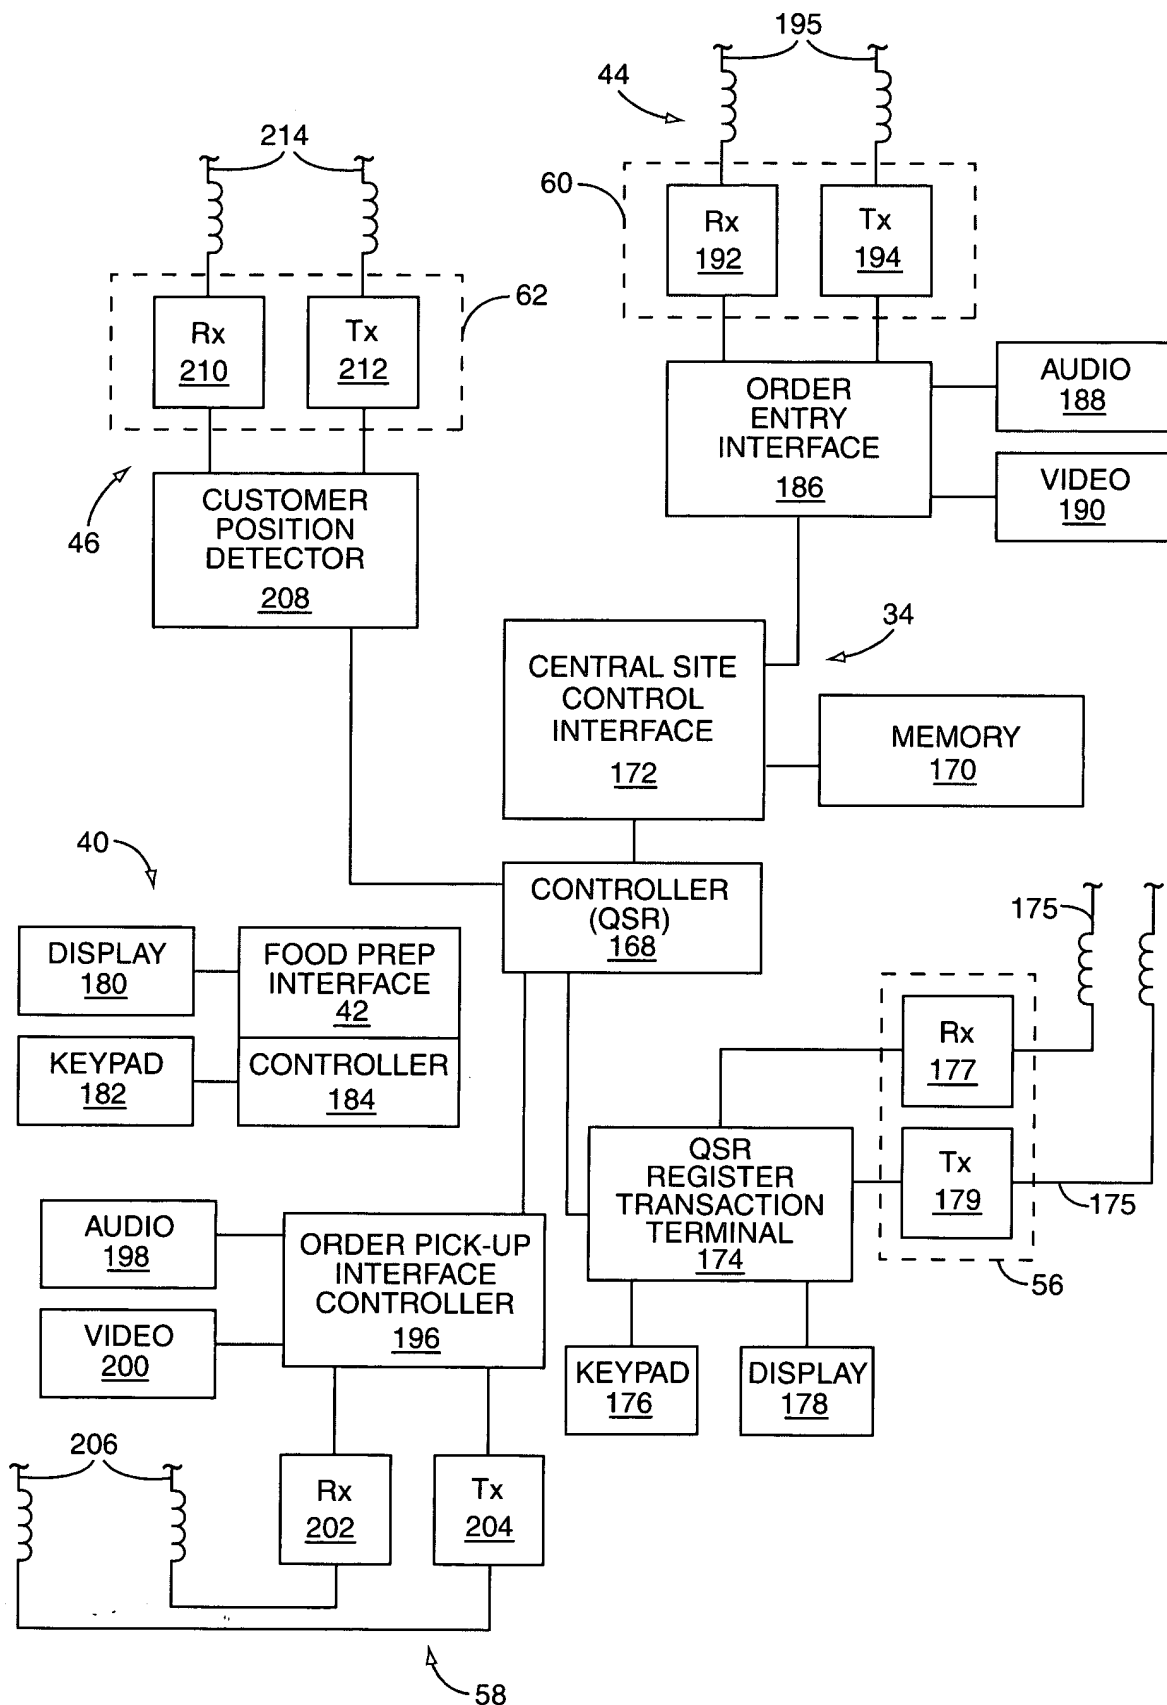 195
44
214
60
Rx
192
Tx
194
62
Rx
210
Tx
212
ORDER
ENTRY
INTERFACE
186
AUDIO
188
VIDEO
190
46
CUSTOMER
POSITION
DETECTOR
208
34
CENTRAL SITE
CONTROL
INTERFACE
172
MEMORY
170
40
CONTROLLER
(QSR)
168
175
DISPLAY
180
FOOD PREP
INTERFACE
42
KEYPAD
182
CONTROLLER
184
Rx
177
Tx
179
175
56
QSR
REGISTER
TRANSACTION
TERMINAL
174
AUDIO
198
VIDEO
200
ORDER PICK-UP
INTERFACE
CONTROLLER
196
KEYPAD
176
DISPLAY
178
206
Rx
202
Tx
204
58